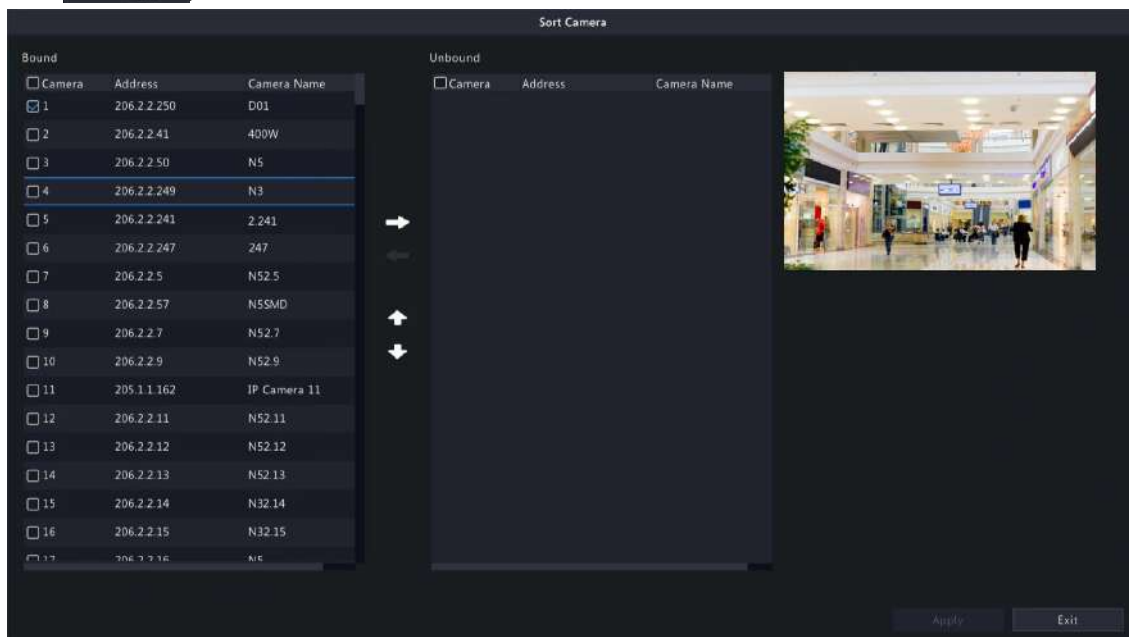 Sort Camera
Bound
Unbound
Camera Address Camera Name
Camera Address Camera Name
1 206.2.2.250 D01
2 206.2.2.41 400W
3 206.2.2.50 N5
4 206.2.2.249 N3
5 206.2.2.241 2.241
6 206.2.2.247 247
7 206.2.2.5 N52.5
8 206.2.2.57 N5SMD
9 206.2.2.7 N52.7
10 206.2.2.9 N52.9
11 205.1.1.162 IP Camera 11
12 206.2.2.11 N52.11
13 206.2.2.12 N52.12
14 206.2.2.13 N52.13
15 206.2.2.14 N32.14
16 206.2.2.15 N32.15
17 206.2.2.16 N5
Apply Exit